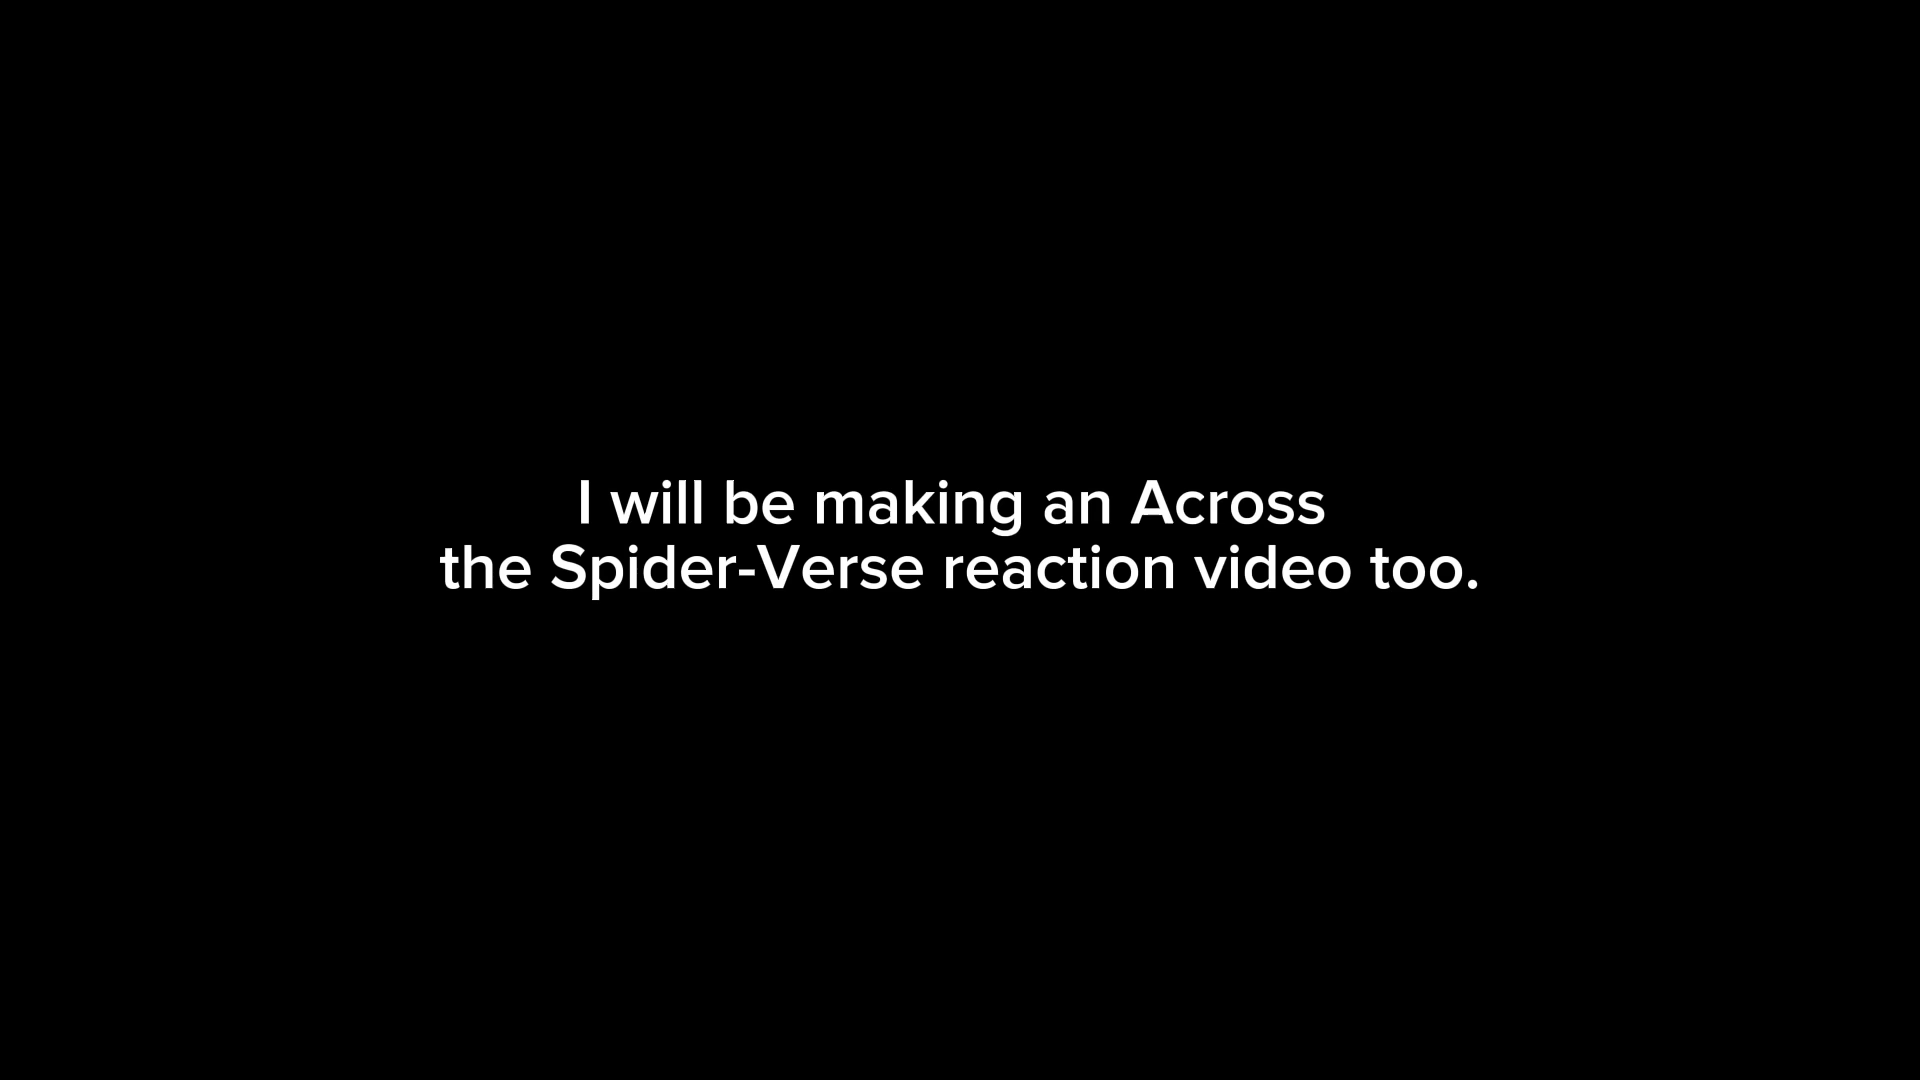 I will be making an Across
the Spider-Verse reaction video too.